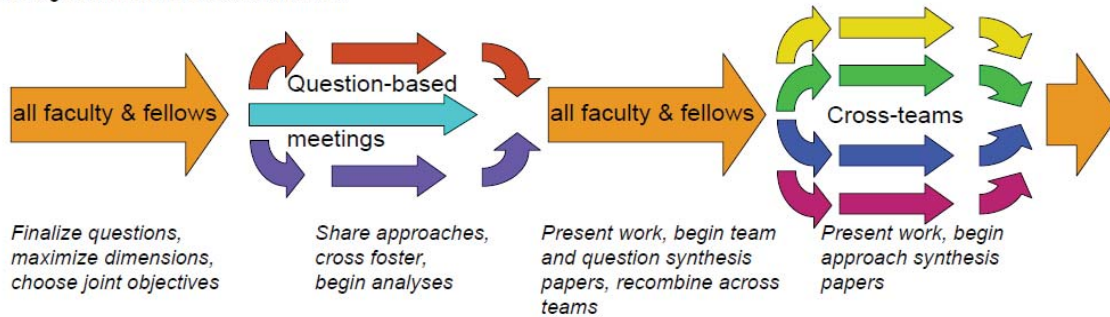 all faculty & fellows
Question-based
meetings
all faculty & fellows
Cross-teams
Finalize questions,
maximize dimensions,
choose joint objectives
Share approaches,
cross foster,
begin analyses
Present work, begin team
and question synthesis
papers, recombine across
teams
Present work, begin
approach synthesis
papers